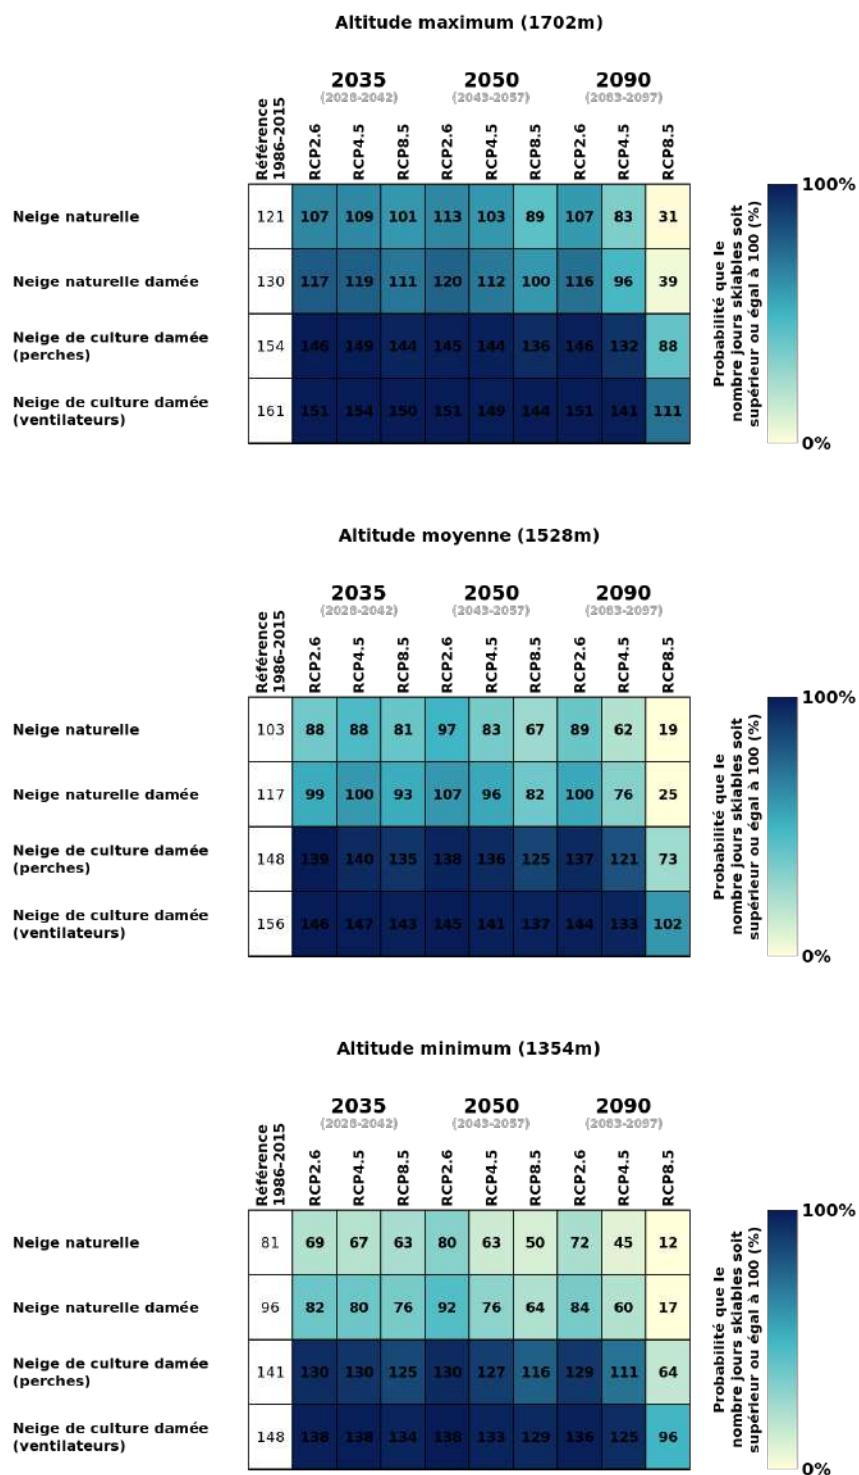 Altitude maximum (1702m)
2035 2050 2090
(2028-2042) (2043-2057) (2083-2097)
Référence
1986-2015
RCP2.6 RCP4.5 RCP8.5 RCP2.6 RCP4.5 RCP8.5 RCP2.6 RCP4.5 RCP8.5
Neige naturelle 121 107 109 101 113 103 89 107 83 31
Neige naturelle damée 130 117 119 111 120 112 100 116 96 39
Neige de culture damée
(perches) 154 146 149 144 145 144 136 146 132 88
Neige de culture damée
(ventilateurs) 161 151 154 150 151 149 144 151 141 111
Probabilité que le
nombre jours skiables soit
supérieur ou égal à 100 (%)
100%
0%
Altitude moyenne (1528m)
2035 2050 2090
(2028-2042) (2043-2057) (2083-2097)
Référence
1986-2015
RCP2.6 RCP4.5 RCP8.5 RCP2.6 RCP4.5 RCP8.5 RCP2.6 RCP4.5 RCP8.5
Neige naturelle 103 88 88 81 97 83 67 89 62 19
Neige naturelle damée 117 99 100 93 107 96 82 100 76 25
Neige de culture damée
(perches) 148 139 140 135 138 136 125 137 121 73
Neige de culture damée
(ventilateurs) 156 146 147 143 145 141 137 144 133 102
Probabilité que le
nombre jours skiables soit
supérieur ou égal à 100 (%)
100%
0%
Altitude minimum (1354m)
2035 2050 2090
(2028-2042) (2043-2057) (2083-2097)
Référence
1986-2015
RCP2.6 RCP4.5 RCP8.5 RCP2.6 RCP4.5 RCP8.5 RCP2.6 RCP4.5 RCP8.5
Neige naturelle 81 69 67 63 80 63 50 72 45 12
Neige naturelle damée 96 82 80 76 92 76 64 84 60 17
Neige de culture damée
(perches) 141 130 130 125 130 127 116 129 111 64
Neige de culture damée
(ventilateurs) 148 138 138 134 138 133 129 136 125 96
Probabilité que le
nombre jours skiables soit
supérieur ou égal à 100 (%)
100%
0%